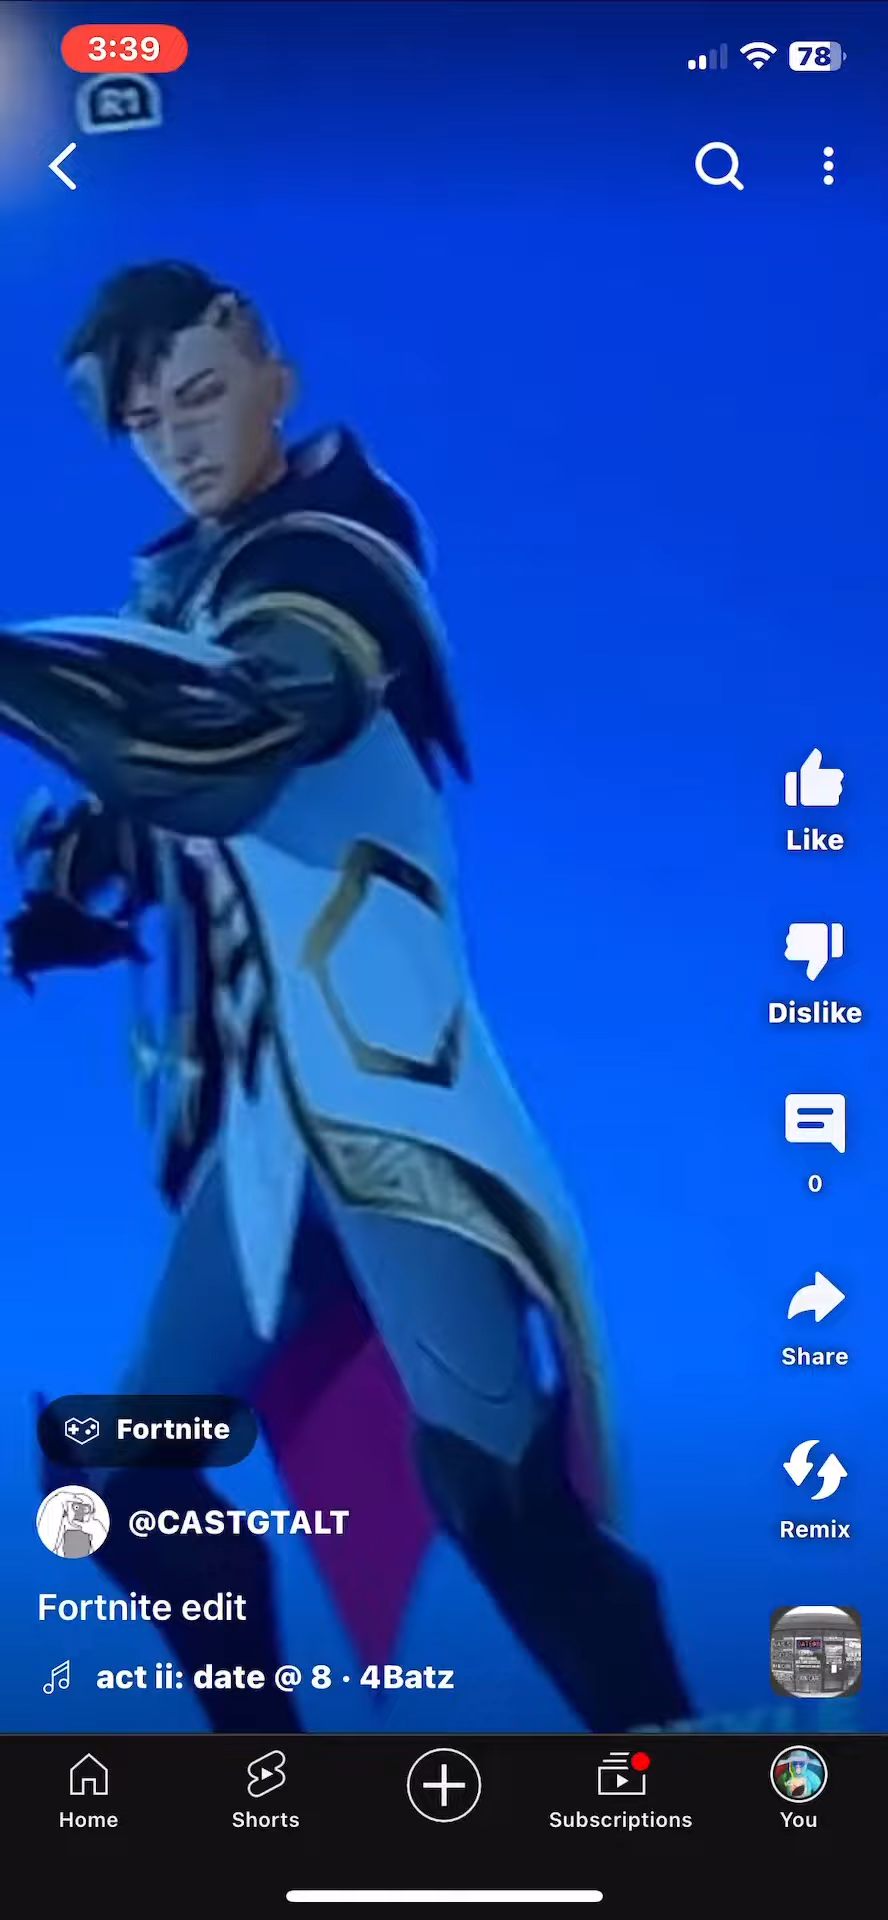 3:39
78
R1
Like
Dislike
0
Share
Fortnite
@CASTGTALT
Remix
Fortnite edit
act ii: date @ 8 · 4Batz
Home
Shorts
Subscriptions
You